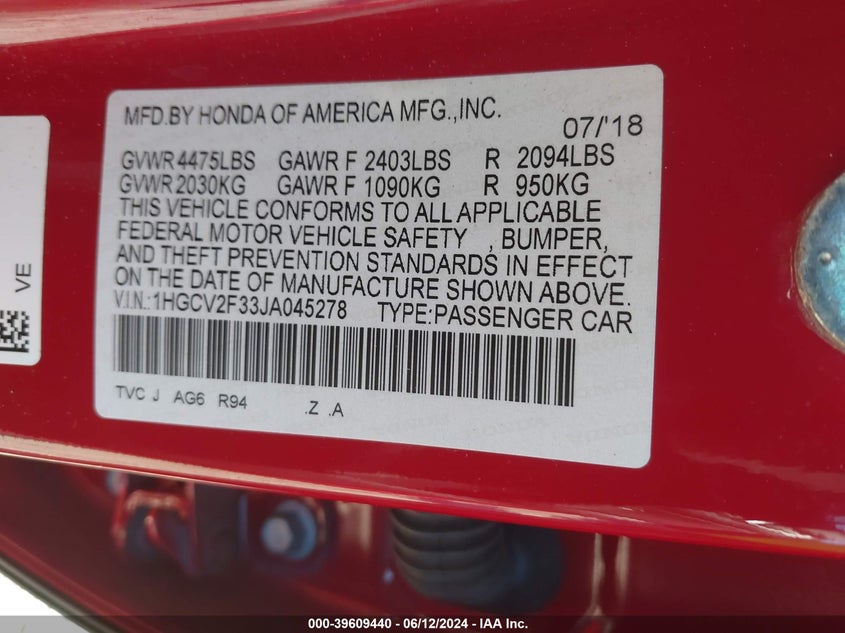 MFD.BY HONDA OF AMERICA MFG.,INC.
07/'18
GVWR 4475LBS GAWR F 2403LBS R 2094LBS
GVWR 2030KG GAWR F 1090KG R 950KG
THIS VEHICLE CONFORMS TO ALL APPLICABLE
FEDERAL MOTOR VEHICLE SAFETY , BUMPER,
AND THEFT PREVENTION STANDARDS IN EFFECT
ON THE DATE OF MANUFACTURE SHOWN ABOVE.
V.I.N.:1HGCV2F33JA045278 TYPE:PASSENGER CAR
TVC J AG6 R94 .Z .A
VE
000-39609440 - 06/12/2024 - IAA Inc.